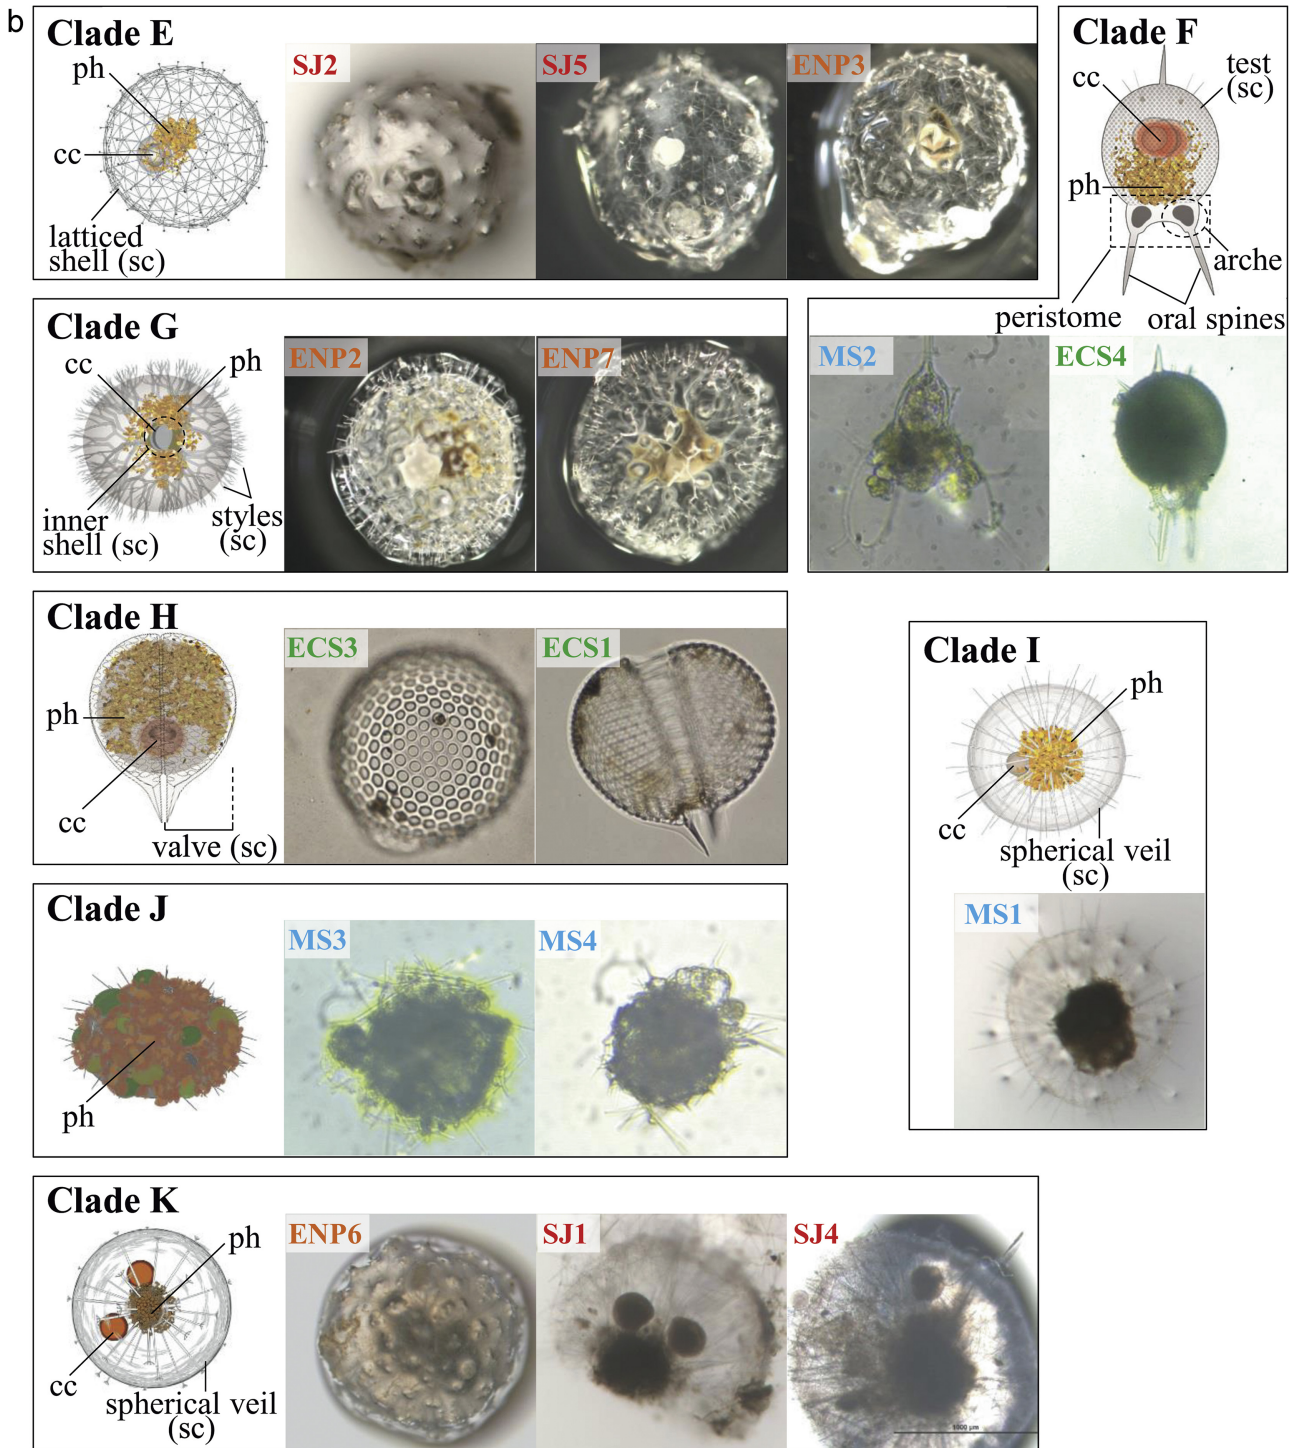 b
Clade E
ph
cc
latticed
shell (sc)
SJ2
SJ5
ENP3
Clade F
cc
test
(sc)
ph
arche
peristome
oral spines
MS2
ECS4
Clade G
cc
ph
inner
shell (sc)
styles
(sc)
ENP2
ENP7
Clade H
ph
cc
valve (sc)
ECS3
ECS1
Clade I
ph
cc
spherical veil
(sc)
MS1
Clade J
ph
MS3
MS4
Clade K
ph
cc
spherical veil
(sc)
ENP6
SJ1
SJ4